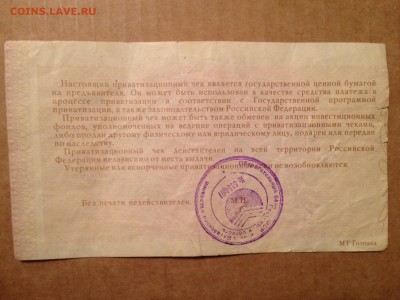 COINS.LAVE.RU
Настоящий приватизационный чек является государственной ценной бумагой
на предъявителя. Он может быть использован в качестве средства платежа в
процессе приватизации в соответствии с Государственной программой
приватизации, а также законодательством Российской Федерации.
Приватизационный чек может быть также обменен на акции инвестиционных
фондов, уполномоченных на ведение операций с приватизационными чеками,
либо продан другому физическому или юридическому лицу, подарен или передан
по наследству.
Приватизационный чек действителен на всей территории Российской
Федерации независимо от места выдачи.
Утерянные или испорченные приватизационные чеки не возобновляются.
Без печати недействителен.
М.П.
МТ Гознака